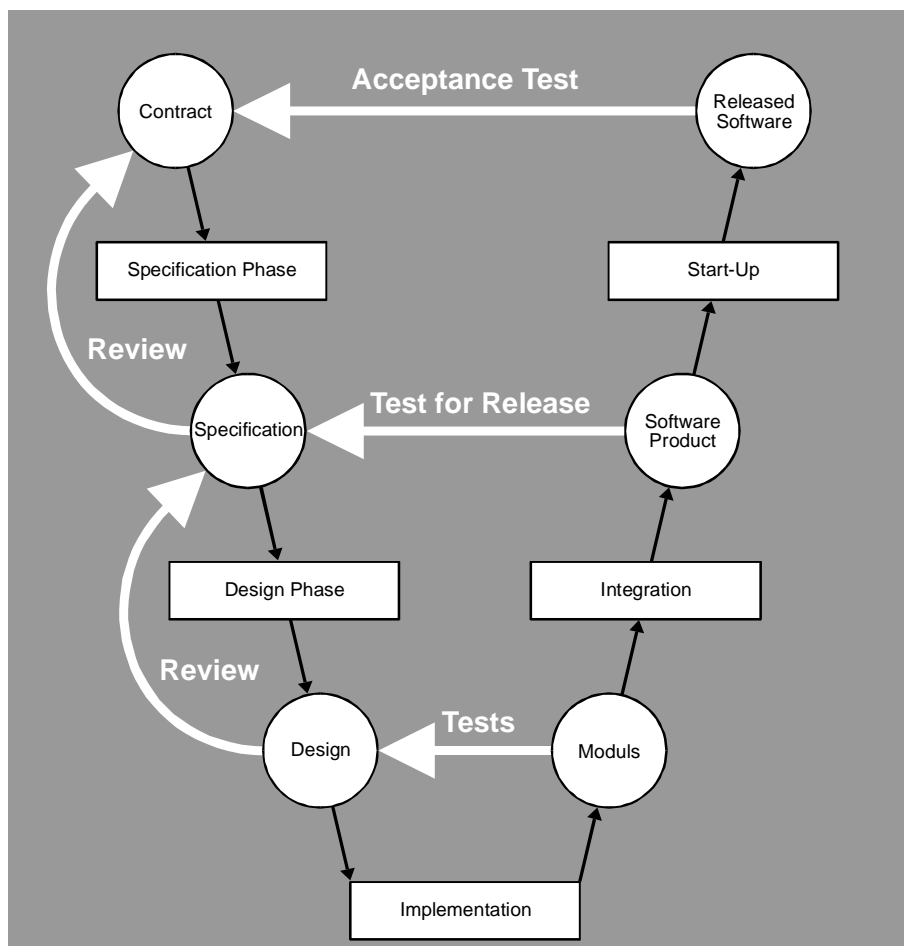 Acceptance Test
Contract
Released
Software
Specification Phase
Start-Up
Review
Test for Release
Specification
Software
Product
Design Phase
Integration
Review
Tests
Design
Moduls
Implementation